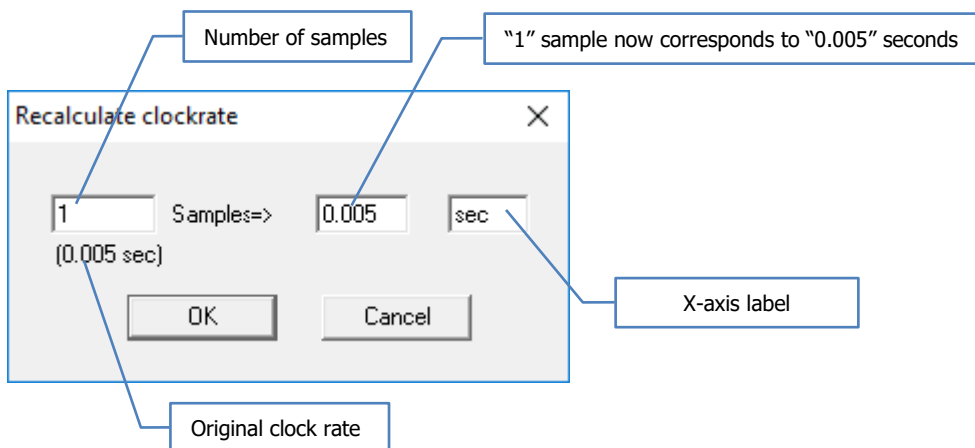 Number of samples
“1” sample now corresponds to “0.005” seconds
Recalculate clockrate
1 Samples=> 0.005 sec
(0.005 sec)
X-axis label
OK Cancel
Original clock rate